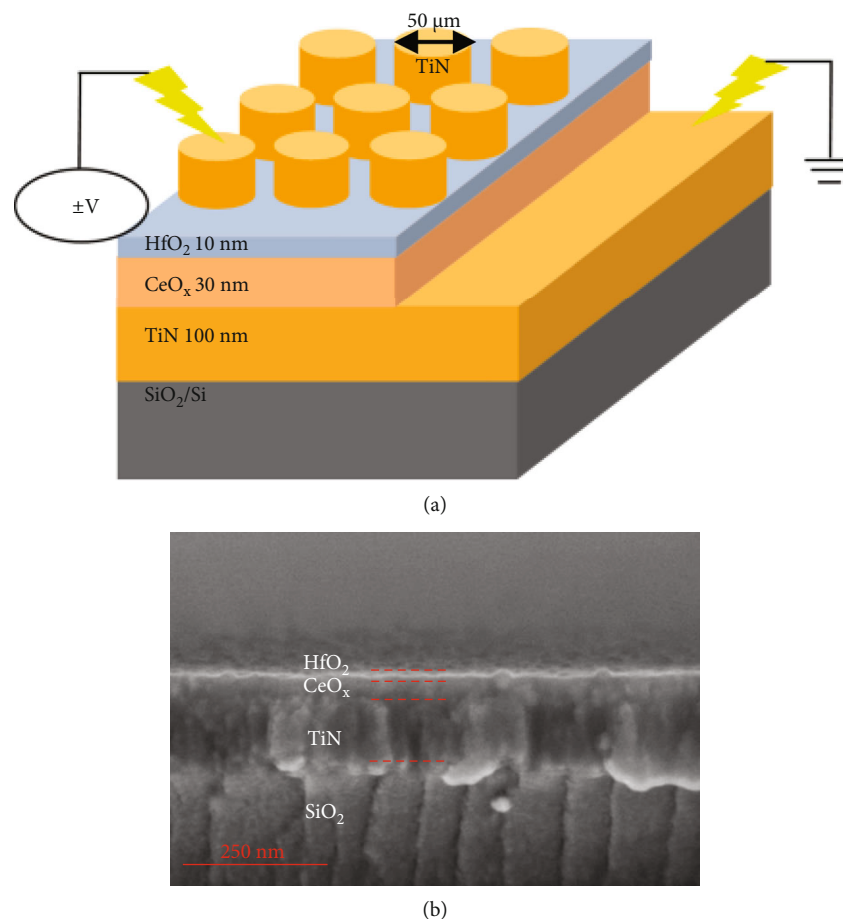 50 μm
TiN
±V
HfO₂ 10 nm
CeOₓ 30 nm
TiN 100 nm
SiO₂/Si
(a)
HfO₂
CeOₓ
TiN
SiO₂
250 nm
(b)